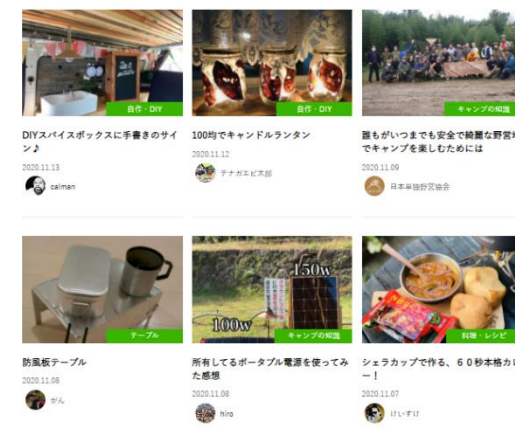 自作・DIY
自作・DIY
キャンプの知識
DIYスパイスボックスに手書きのサイ
ン♪
2020.11.13
caiman
100均でキャンドルランタン
2020.11.12
テナガエビ太郎
誰もがいつまでも安全で綺麗な野営地
でキャンプを楽しむためには
2020.11.09
日本単独野営協会
テーブル
150w
100w
キャンプの知識
料理・レシピ
防風板テーブル
2020.11.08
がん
所有してるポータブル電源を使ってみ
た感想
2020.11.08
hiro
シェラカップで作る、６０秒本格カレ
ー！
2020.11.07
けいすけ